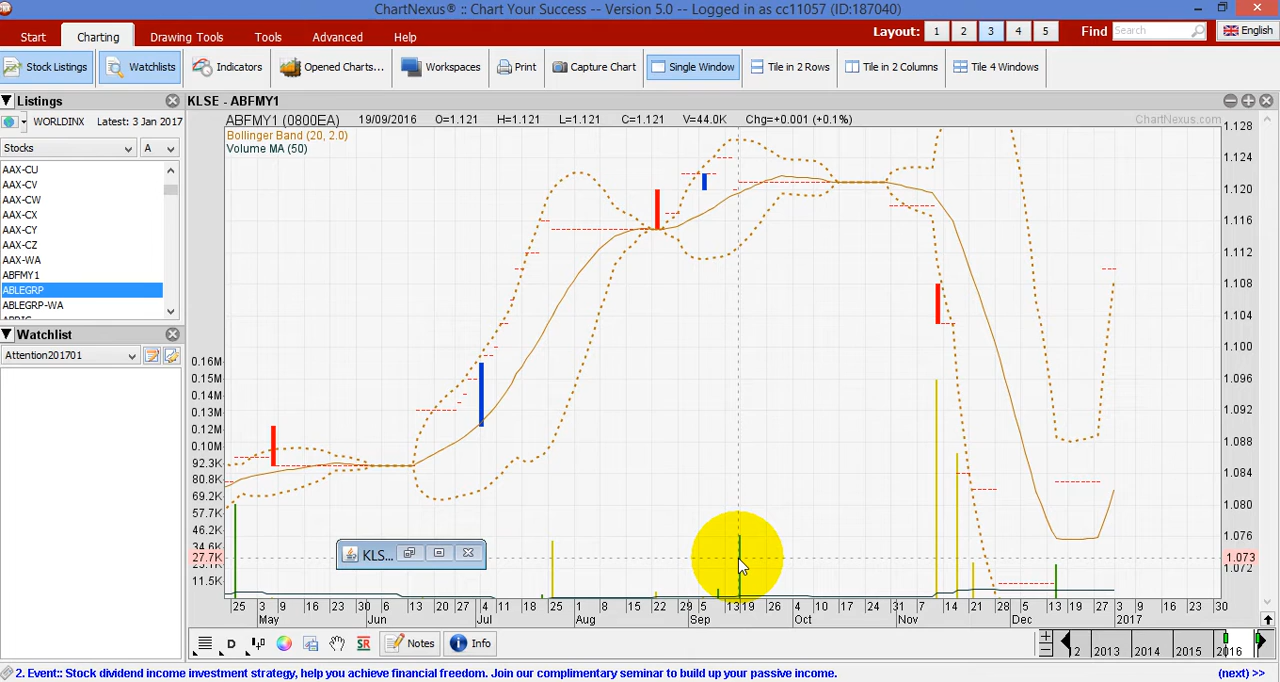 ChartNexus® :: Chart Your Success -- Version 5.0 -- Logged in as cc11057 (ID:187040)
Start Charting Drawing Tools Tools Advanced Help Layout: 1 2 3 4 5 Find Search English
Stock Listings Watchlists Indicators Opened Charts... Workspaces Print Capture Chart Single Window Tile in 2 Rows Tile in 2 Columns Tile 4 Windows
Listings
WORLDINX Latest: 3 Jan 2017
Stocks A
AAX-CU
AAX-CV
AAX-CW
AAX-CX
AAX-CY
AAX-CZ
AAX-WA
ABFMY1
ABLEGRP
ABLEGRP-WA
Watchlist
Attention201701
KLSE - ABFMY1
ABFMY1 (0800EA) 19/09/2016 O=1.121 H=1.121 L=1.121 C=1.121 V=44.0K Chg=+0.001 (+0.1%) ChartNexus.com
Bollinger Band (20, 2.0)
Volume MA (50)
1.128
1.124
1.120
1.116
1.112
1.108
1.104
1.100
1.096
1.092
1.088
1.084
1.080
1.076
1.073
1.072
0.16M
0.15M
0.14M
0.13M
0.12M
0.10M
92.3K
80.8K
69.2K
57.7K
46.2K
34.6K
27.7K
11.5K
KLS...
25 3 9 16 23 30 6 13 20 27 4 11 18 25 1 8 15 22 29 5 13 19 26 4 10 17 24 31 7 14 21 28 5 13 19 27 3 9 16 23 30
May Jun Jul Aug Sep Oct Nov Dec 2017
D SR Notes Info 2 2013 2014 2015 2016
2. Event:: Stock dividend income investment strategy, help you achieve financial freedom. Join our complimentary seminar to build up your passive income. (next) >>